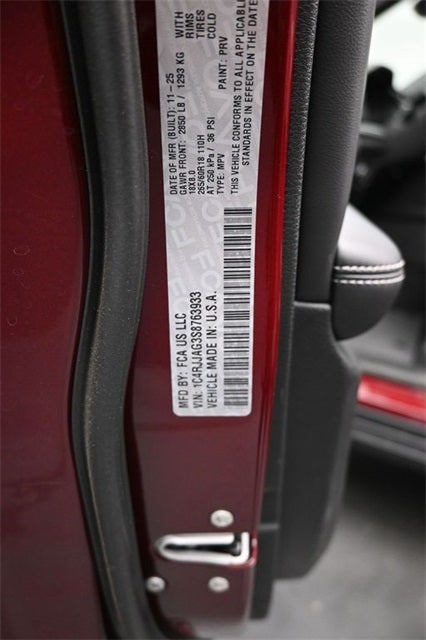 MFD BY: FCA US LLC
VIN: 1C4RJJAG3S8763933
VEHICLE MADE IN: U.S.A.
DATE OF MFR (BUILT): 11-25
GAWR FRONT: 2850 LB / 1293 KG WITH
18X8.0 RIMS
265/60R18 110H TIRES
AT 250 kPa / 36 PSI COLD
TYPE: MPV PAINT: PRV
THIS VEHICLE CONFORMS TO ALL APPLICABLE
STANDARDS IN EFFECT ON THE DATE